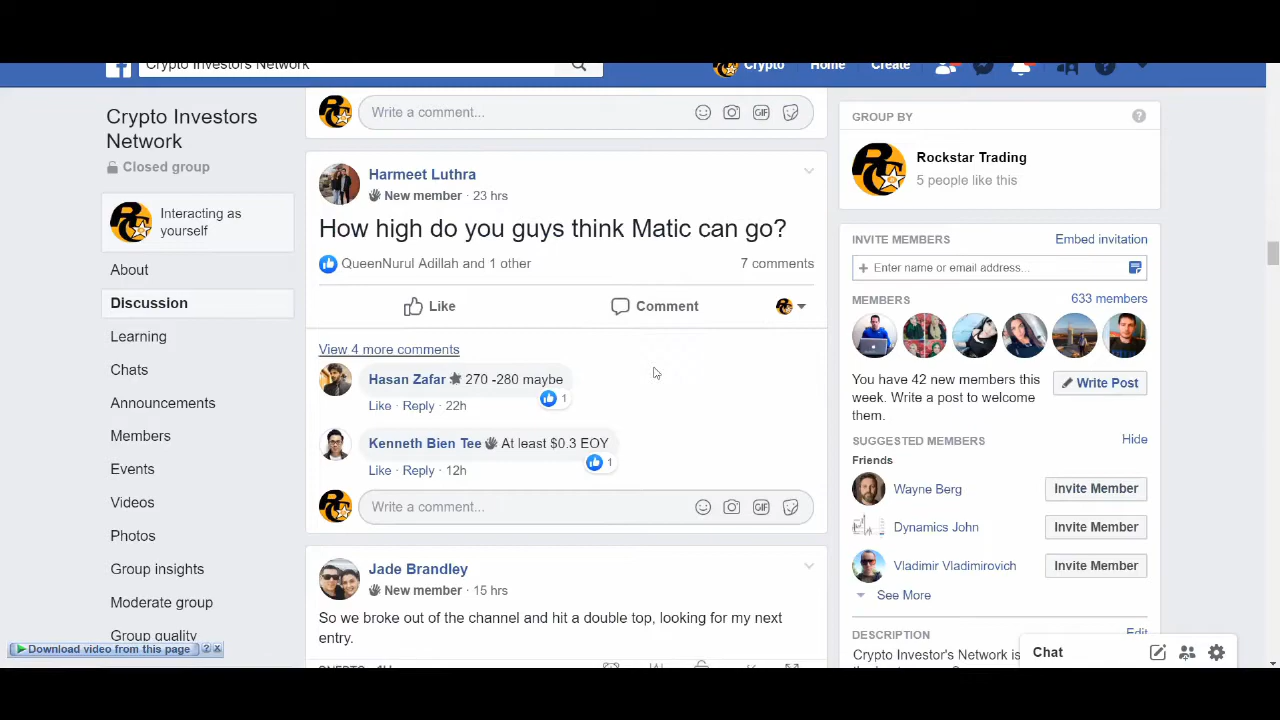 Crypto Investors Network
Crypto
Home
Create
Crypto Investors
Network
Closed group
Interacting as
yourself
About
Discussion
Learning
Chats
Announcements
Members
Events
Videos
Photos
Group insights
Moderate group
Group quality
Download video from this page
? x
Write a comment...
GIF
Harmeet Luthra
New member · 23 hrs
How high do you guys think Matic can go?
QueenNurul Adillah and 1 other
7 comments
Like
Comment
View 4 more comments
Hasan Zafar 270 -280 maybe
1
Like · Reply · 22h
Kenneth Bien Tee At least $0.3 EOY
1
Like · Reply · 12h
Write a comment...
GIF
Jade Brandley
New member · 15 hrs
So we broke out of the channel and hit a double top, looking for my next
entry.
GROUP BY
?
Rockstar Trading
5 people like this
INVITE MEMBERS
Embed invitation
+ Enter name or email address...
MEMBERS
633 members
You have 42 new members this
week. Write a post to welcome
them.
Write Post
SUGGESTED MEMBERS
Hide
Friends
Wayne Berg
Invite Member
Dynamics John
Invite Member
Vladimir Vladimirovich
Invite Member
See More
DESCRIPTION
Edit
Crypto Investor's Network is
Chat